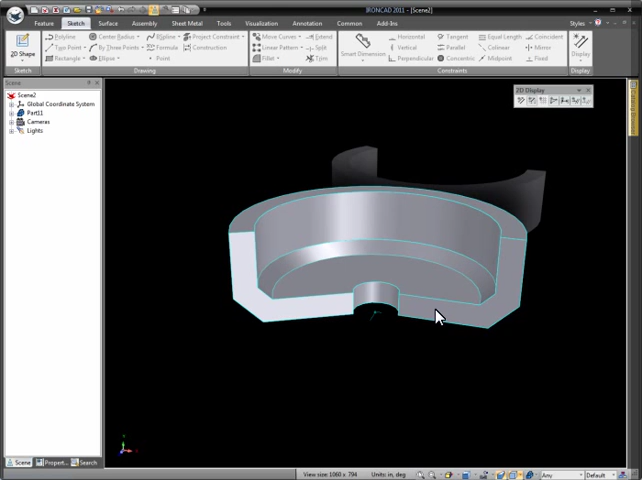 IRONCAD 2011 - [Scene2]
Feature Sketch Assembly Sheet Metal Tools Visualization Annotation Common Add-Ins Styles
Polyline Center Radius BSpline Project Constraint Move Curves Extend Horizontal Tangent Equal Length Coincident
2D Shape Two Point By Draw Points Formula Construction Linear Pattern Split Smart Dimension Vertical Parallel Colinear Mirror Display
Rectangle Ellipse Fillet Trim Perpendicular Concentric Midpoint Fixed
Sketch Drawing Modify Constraints Display
Scene
2D Display
Scene2
Global Coordinate System
Part11
Cameras
Lights
Scene Propert... Search
View size: 1060 x 794 Units: in, deg Any Default